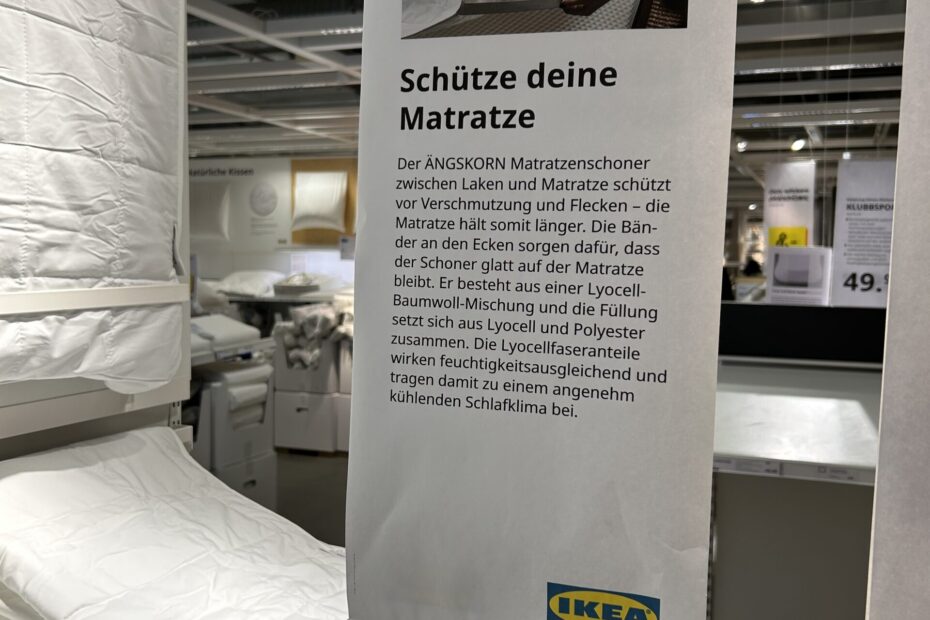 Schütze deine
Matratze
Der ÄNGSKORN Matratzenschoner
zwischen Laken und Matratze schützt
vor Verschmutzung und Flecken – die
Matratze hält somit länger. Die Bän-
der an den Ecken sorgen dafür, dass
der Schoner glatt auf der Matratze
bleibt. Er besteht aus einer Lyocell-
Baumwoll-Mischung und die Füllung
setzt sich aus Lyocell und Polyester
zusammen. Die Lyocellfaseranteile
wirken feuchtigkeitsausgleichend und
tragen damit zu einem angenehm
kühlenden Schlafklima bei.
IKEA
Natürliche Kissen
KLUBBSPO
49.